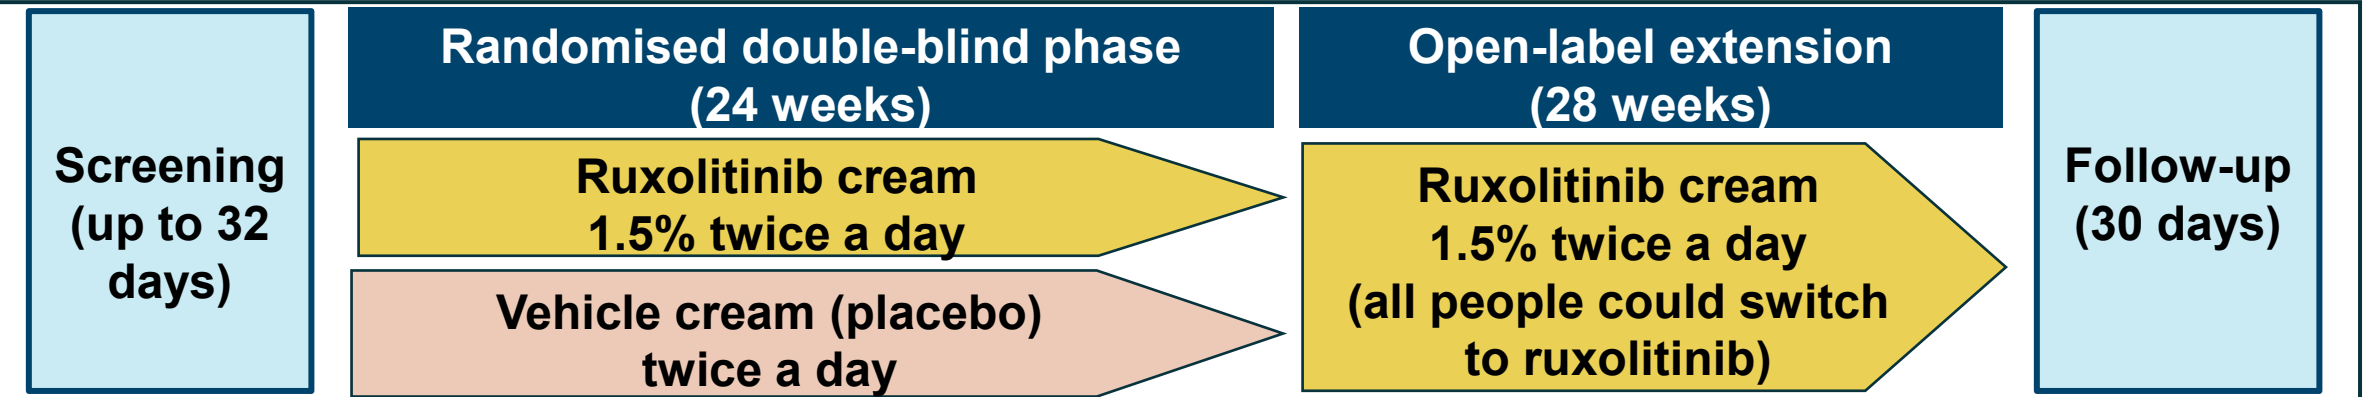 Screening
(up to 32
days)
Randomised double-blind phase
(24 weeks)
Ruxolitinib cream
1.5% twice a day
Vehicle cream (placebo)
twice a day
Open-label extension
(28 weeks)
Ruxolitinib cream
1.5% twice a day
(all people could switch
to ruxolitinib)
Follow-up
(30 days)